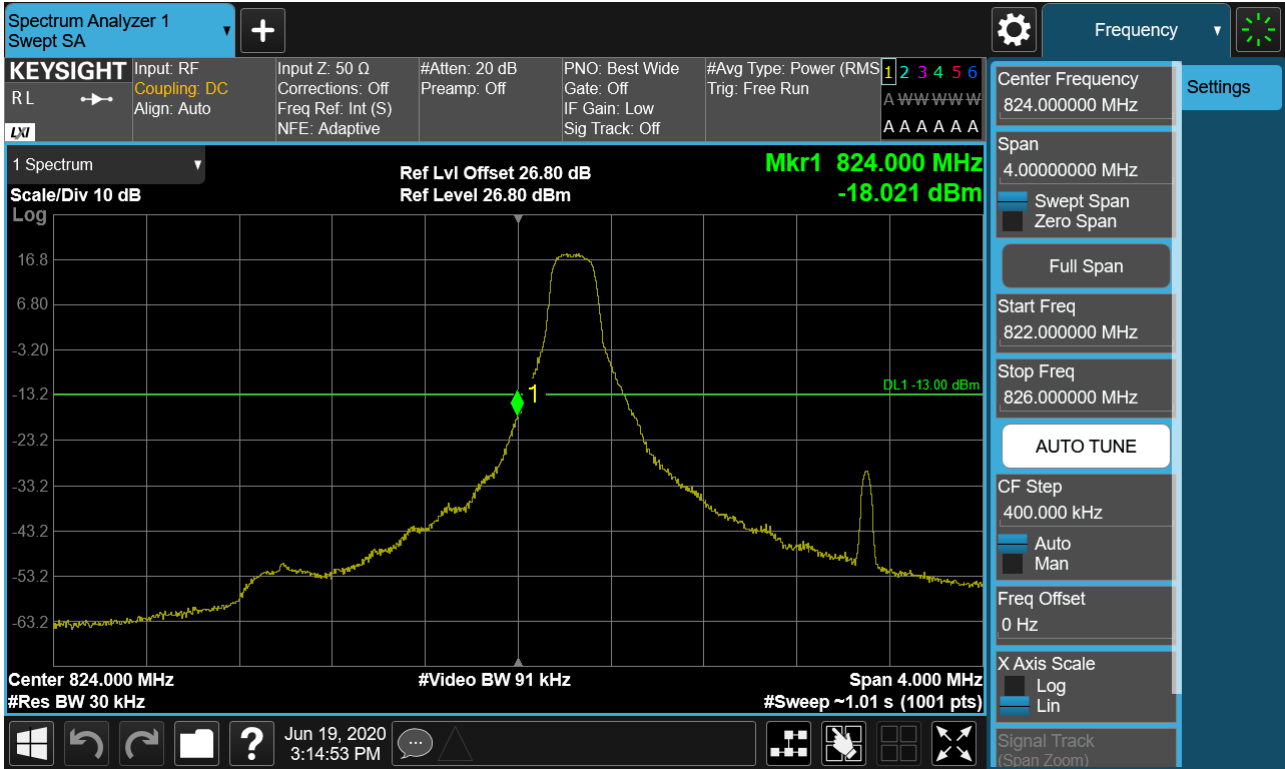 Spectrum Analyzer 1
Swept SA
Frequency
KEYSIGHT
R L
LXI
Input: RF
Coupling: DC
Align: Auto
Input Z: 50 Ω
Corrections: Off
Freq Ref: Int (S)
NFE: Adaptive
#Atten: 20 dB
Preamp: Off
PNO: Best Wide
Gate: Off
IF Gain: Low
Sig Track: Off
#Avg Type: Power (RMS
Trig: Free Run
1 2 3 4 5 6
A W W W W W
A A A A A A
1 Spectrum
Scale/Div 10 dB
Log
Ref Lvl Offset 26.80 dB
Ref Level 26.80 dBm
Mkr1 824.000 MHz
-18.021 dBm
16.8
6.80
-3.20
-13.2
-23.2
-33.2
-43.2
-53.2
-63.2
1
DL1 -13.00 dBm
Center 824.000 MHz
#Video BW 91 kHz
Span 4.000 MHz
#Res BW 30 kHz
#Sweep ~1.01 s (1001 pts)
Center Frequency
824.000000 MHz
Settings
Span
4.00000000 MHz
Swept Span
Zero Span
Full Span
Start Freq
822.000000 MHz
Stop Freq
826.000000 MHz
AUTO TUNE
CF Step
400.000 kHz
Auto
Man
Freq Offset
0 Hz
X Axis Scale
Log
Lin
Signal Track
(Span Zoom)
?
Jun 19, 2020
3:14:53 PM